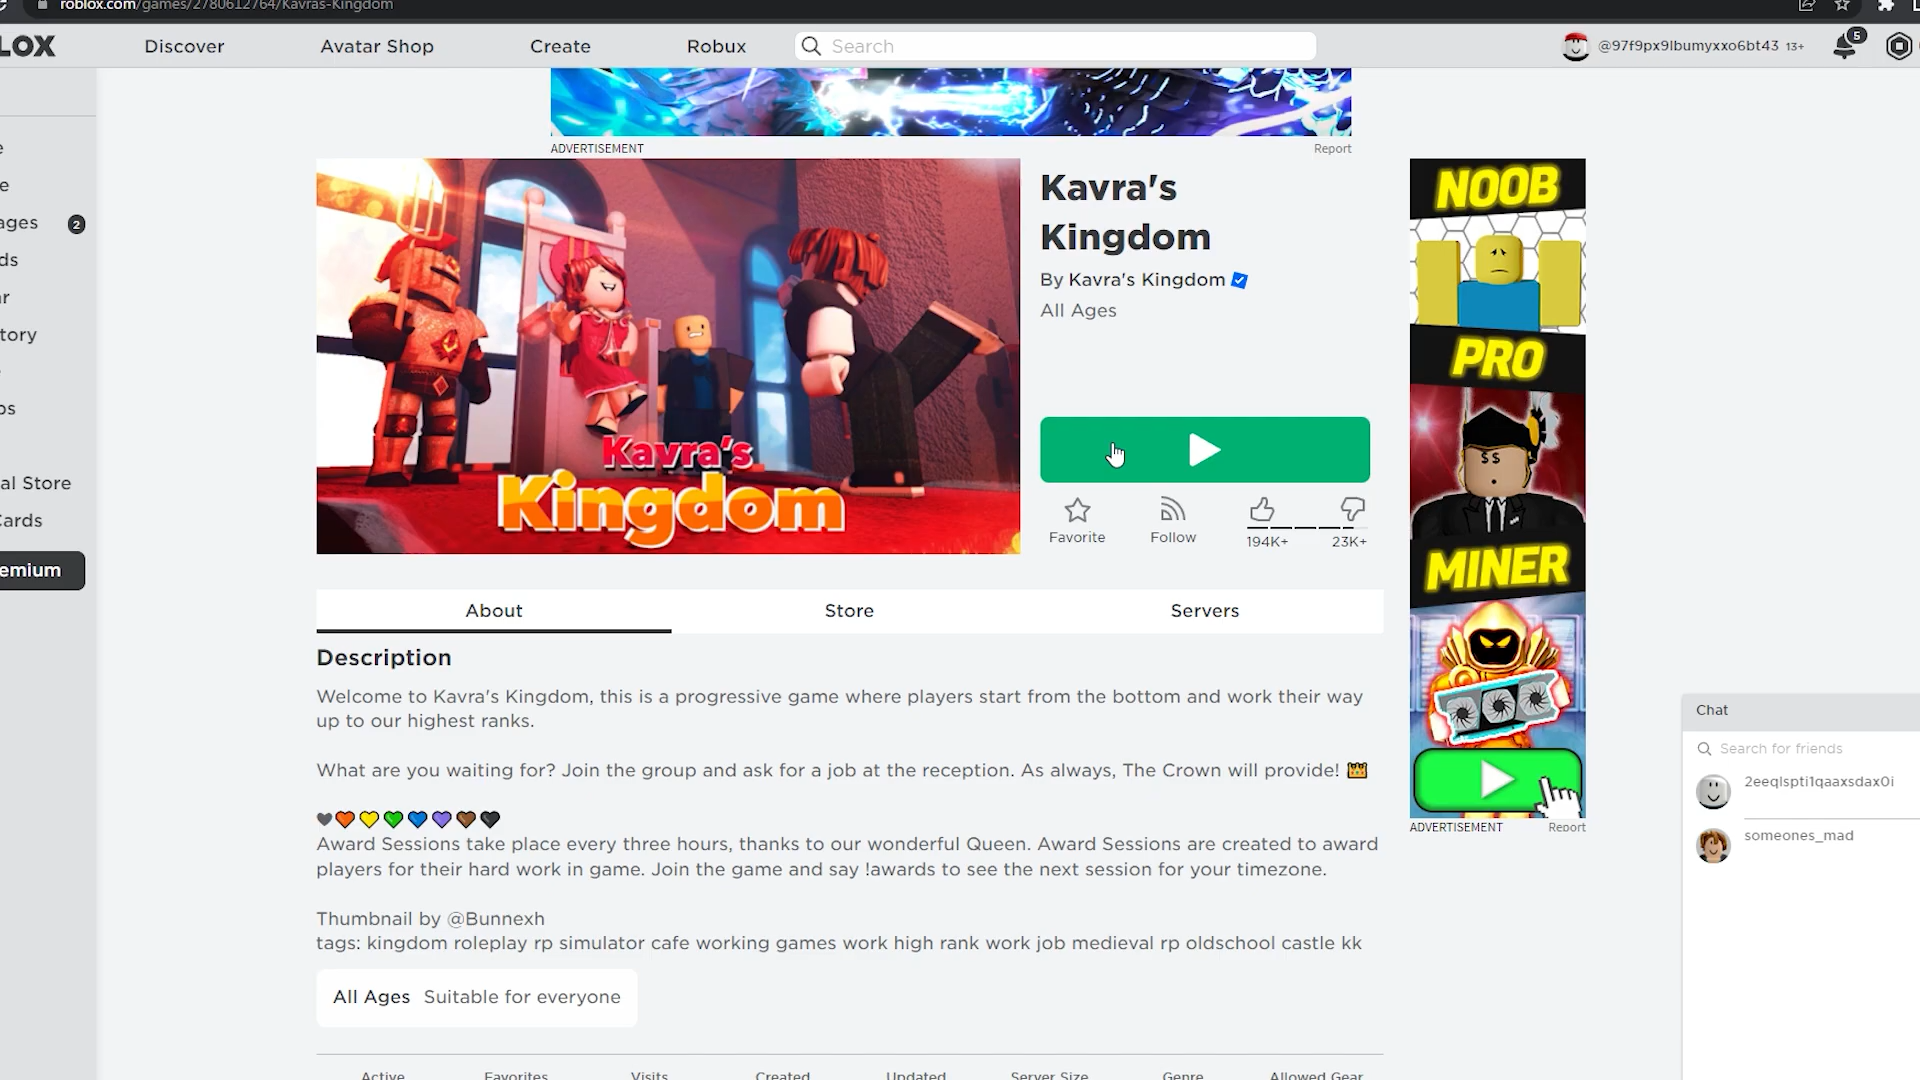 roblox.com/games/2780612764/Kavras-Kingdom
LOX
Discover
Avatar Shop
Create
Robux
Search
@97f9px9lbumyxxo6bt43 13+
5
ADVERTISEMENT
Report
e
e
ages
2
ds
ar
tory
os
al Store
Cards
emium
Kavra's
Kingdom
Kavra's
Kingdom
By Kavra's Kingdom
All Ages
Favorite
Follow
194K+
23K+
NOOB
PRO
$$
MINER
ADVERTISEMENT
Report
About
Store
Servers
Description
Welcome to Kavra's Kingdom, this is a progressive game where players start from the bottom and work their way
up to our highest ranks.
What are you waiting for? Join the group and ask for a job at the reception. As always, The Crown will provide! 👑
🖤🧡💛💚💙💜🤎🖤
Award Sessions take place every three hours, thanks to our wonderful Queen. Award Sessions are created to award
players for their hard work in game. Join the game and say !awards to see the next session for your timezone.
Thumbnail by @Bunnexh
tags: kingdom roleplay rp simulator cafe working games work high rank work job medieval rp oldschool castle kk
All Ages Suitable for everyone
Active
Favorites
Visits
Created
Updated
Server Size
Genre
Allowed Gear
Chat
Search for friends
2eeqlspti1qaaxsdax0i
someones_mad